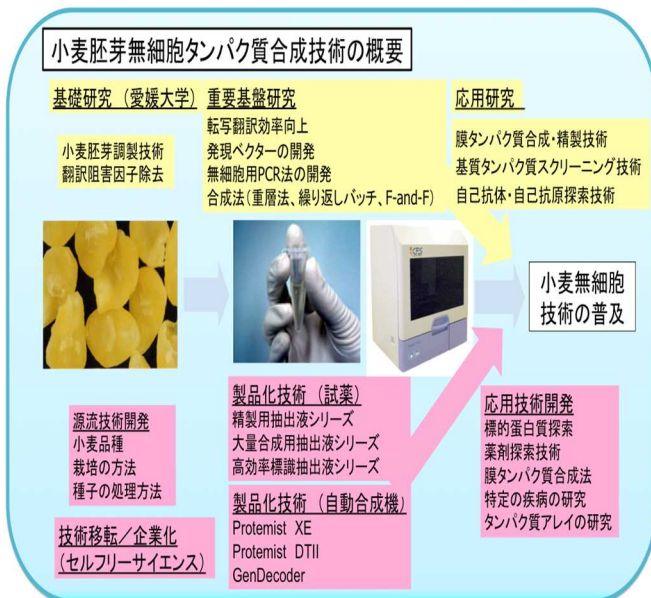 小麦胚芽無細胞タンパク質合成技術の概要
基礎研究（愛媛大学）
小麦胚芽調製技術
翻訳阻害因子除去
重要基盤研究
転写翻訳効率向上
発現ベクターの開発
無細胞用PCR法の開発
合成法（重層法、繰り返しバッチ、F-and-F）
応用研究
膜タンパク質合成・精製技術
基質タンパク質スクリーニング技術
自己抗体・自己抗原探索技術
CFS
小麦無細胞
技術の普及
源流技術開発
小麦品種
栽培の方法
種子の処理方法
技術移転／企業化
（セルフリーサイエンス）
製品化技術（試薬）
精製用抽出液シリーズ
大量合成用抽出液シリーズ
高効率標識抽出液シリーズ
製品化技術（自動合成機）
Protemist XE
Protemist DTII
GenDecoder
応用技術開発
標的蛋白質探索
薬剤探索技術
膜タンパク質合成法
特定の疾病の研究
タンパク質アレイの研究